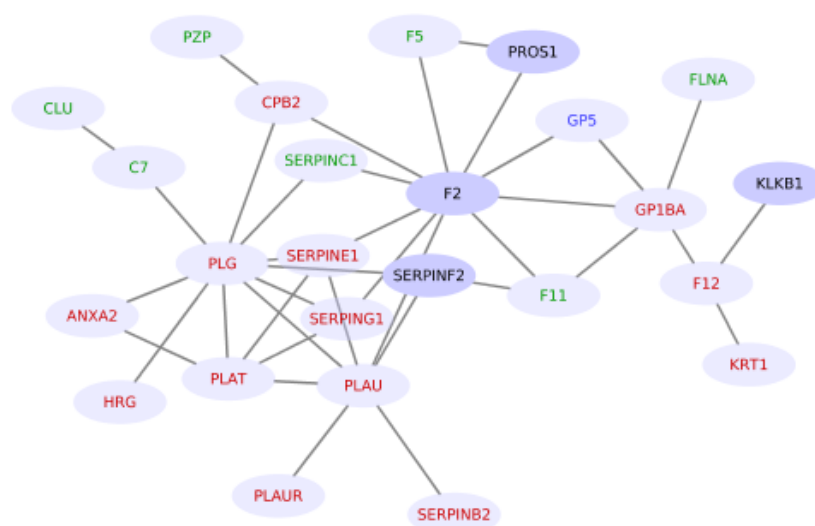 PZP
F5
PROS1
FLNA
CPB2
CLU
GP5
SERPINC1
C7
KLKB1
F2
GP1BA
SERPINE1
PLG
SERPINF2
F12
F11
ANXA2
SERPING1
KRT1
PLAT
PLAU
HRG
PLAUR
SERPINB2